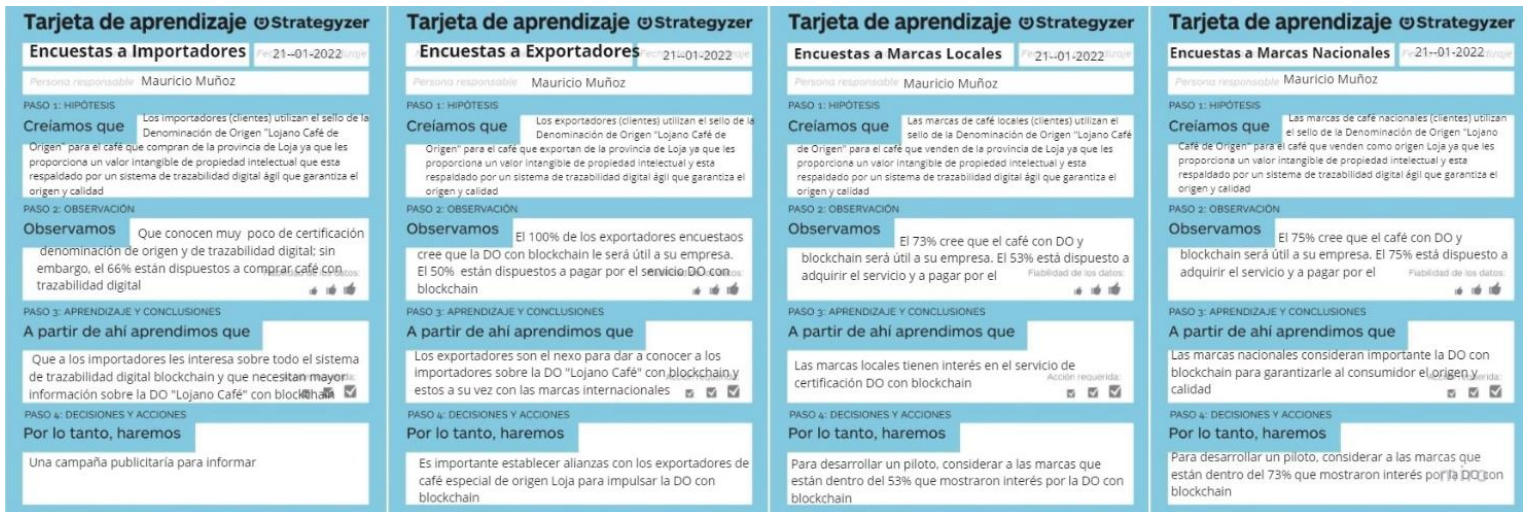 Tarjeta de aprendizaje Strategyzer
Encuestas a Importadores
21--01-2022
Persona responsable Mauricio Muñoz
PASO 1: HIPÓTESIS
Creíamos que Los importadores (clientes) utilizan el sello de la
Denominación de Origen "Lojano Café de
Origen" para el café que compran de la provincia de Loja ya que les
proporciona un valor intangible de propiedad intelectual que esta
respaldado por un sistema de trazabilidad digital ágil que garantiza el
origen y calidad
PASO 2: OBSERVACIÓN
Observamos Que conocen muy poco de certificación
denominación de origen y de trazabilidad digital; sin
embargo, el 66% están dispuestos a comprar café con
trazabilidad digital
PASO 3: APRENDIZAJE Y CONCLUSIONES
A partir de ahí aprendimos que
Que a los importadores les interesa sobre todo el sistema
de trazabilidad digital blockchain y que necesitan mayor
información sobre la DO "Lojano Café" con blockchain
PASO 4: DECISIONES Y ACCIONES
Por lo tanto, haremos
Una campaña publicitaría para informar
Tarjeta de aprendizaje Strategyzer
Encuestas a Exportadores
21--01-2022
Persona responsable Mauricio Muñoz
PASO 1: HIPÓTESIS
Creíamos que Los exportadores (clientes) utilizan el sello de la
Denominación de Origen "Lojano Café de
Origen" para el café que exportan de la provincia de Loja ya que les
proporciona un valor intangible de propiedad intelectual y esta
respaldado por un sistema de trazabilidad digital ágil que garantiza el
origen y calidad
PASO 2: OBSERVACIÓN
Observamos
El 100% de los exportadores encuestaos
cree que la DO con blockchain le será útil a su empresa.
El 50% están dispuestos a pagar por el servicio DO con
blockchain
PASO 3: APRENDIZAJE Y CONCLUSIONES
A partir de ahí aprendimos que
Los exportadores son el nexo para dar a conocer a los
importadores sobre la DO "Lojano Café" con blockchain y
estos a su vez con las marcas internacionales
PASO 4: DECISIONES Y ACCIONES
Por lo tanto, haremos
Es importante establecer alianzas con los exportadores de
café especial de origen Loja para impulsar la DO con
blockchain
Tarjeta de aprendizaje Strategyzer
Encuestas a Marcas Locales
21--01-2022
Persona responsable Mauricio Muñoz
PASO 1: HIPÓTESIS
Creíamos que Las marcas de café locales (clientes) utilizan el
sello de la Denominación de Origen "Lojano Café
de Origen" para el café que venden de la provincia de Loja ya que les
proporciona un valor intangible de propiedad intelectual y esta
respaldado por un sistema de trazabilidad digital ágil que garantiza el
origen y calidad
PASO 2: OBSERVACIÓN
Observamos
El 73% cree que el café con DO y
blockchain será útil a su empresa. El 53% está dispuesto a
adquirir el servicio y a pagar por el
Fiabilidad de los datos:
PASO 3: APRENDIZAJE Y CONCLUSIONES
A partir de ahí aprendimos que
Las marcas locales tienen interés en el servicio de
certificación DO con blockchain
Acción requerida:
PASO 4: DECISIONES Y ACCIONES
Por lo tanto, haremos
Para desarrollar un piloto, considerar a las marcas que
están dentro del 53% que mostraron interés por la DO con
blockchain
Tarjeta de aprendizaje Strategyzer
Encuestas a Marcas Nacionales
21--01-2022
Persona responsable Mauricio Muñoz
PASO 1: HIPÓTESIS
Creíamos que Las marcas de café nacionales (clientes) utilizan
el sello de la Denominación de Origen "Lojano
Café de Origen" para el café que venden como origen Loja ya que les
proporciona un valor intangible de propiedad intelectual y esta
respaldado por un sistema de trazabilidad digital ágil que garantiza el
origen y calidad
PASO 2: OBSERVACIÓN
Observamos
El 75% cree que el café con DO y
blockchain será útil a su empresa. El 75% está dispuesto a
adquirir el servicio y a pagar por el
Fiabilidad de los datos:
PASO 3: APRENDIZAJE Y CONCLUSIONES
A partir de ahí aprendimos que
Las marcas nacionales consideran importante la DO con
blockchain para garantizarle al consumidor el origen y
calidad
PASO 4: DECISIONES Y ACCIONES
Por lo tanto, haremos
Para desarrollar un piloto, considerar a las marcas que
están dentro del 73% que mostraron interés por la DO con
blockchain
miro